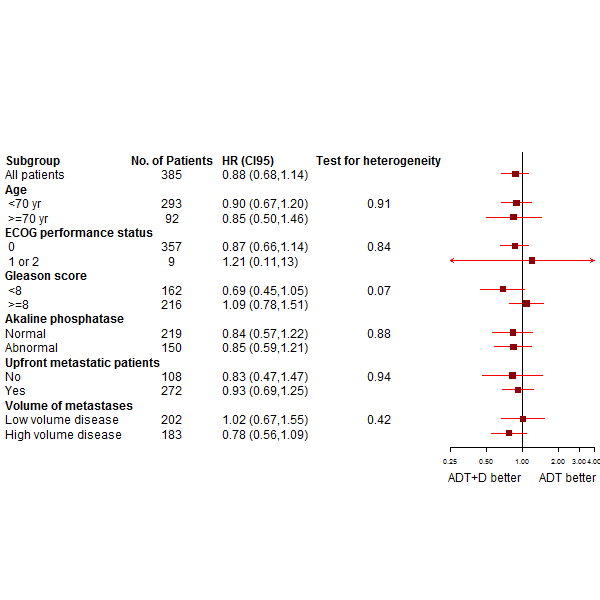 Subgroup No. of Patients HR (CI95) Test for heterogeneity
All patients 385 0.88 (0.68,1.14)
Age
<70 yr 293 0.90 (0.67,1.20) 0.91
>=70 yr 92 0.85 (0.50,1.46)
ECOG performance status
0 357 0.87 (0.66,1.14) 0.84
1 or 2 9 1.21 (0.11,13)
Gleason score
<8 162 0.69 (0.45,1.05) 0.07
>=8 216 1.09 (0.78,1.51)
Akaline phosphatase
Normal 219 0.84 (0.57,1.22) 0.88
Abnormal 150 0.85 (0.59,1.21)
Upfront metastatic patients
No 108 0.83 (0.47,1.47) 0.94
Yes 272 0.93 (0.69,1.25)
Volume of metastases
Low volume disease 202 1.02 (0.67,1.55) 0.42
High volume disease 183 0.78 (0.56,1.09)
0.25 0.50 1.00 2.00 3.00 4.00
ADT+D better ADT better